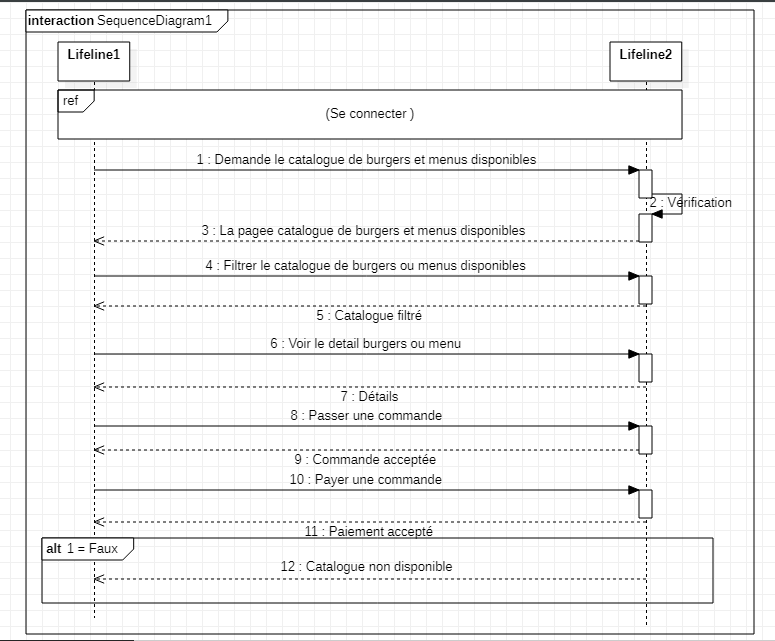 interaction SequenceDiagram1
Lifeline1
Lifeline2
ref
(Se connecter )
1 : Demande le catalogue de burgers et menus disponibles
2 : Vérification
3 : La pagee catalogue de burgers et menus disponibles
4 : Filtrer le catalogue de burgers ou menus disponibles
5 : Catalogue filtré
6 : Voir le detail burgers ou menu
7 : Détails
8 : Passer une commande
9 : Commande acceptée
10 : Payer une commande
11 : Paiement accepté
alt 1 = Faux
12 : Catalogue non disponible